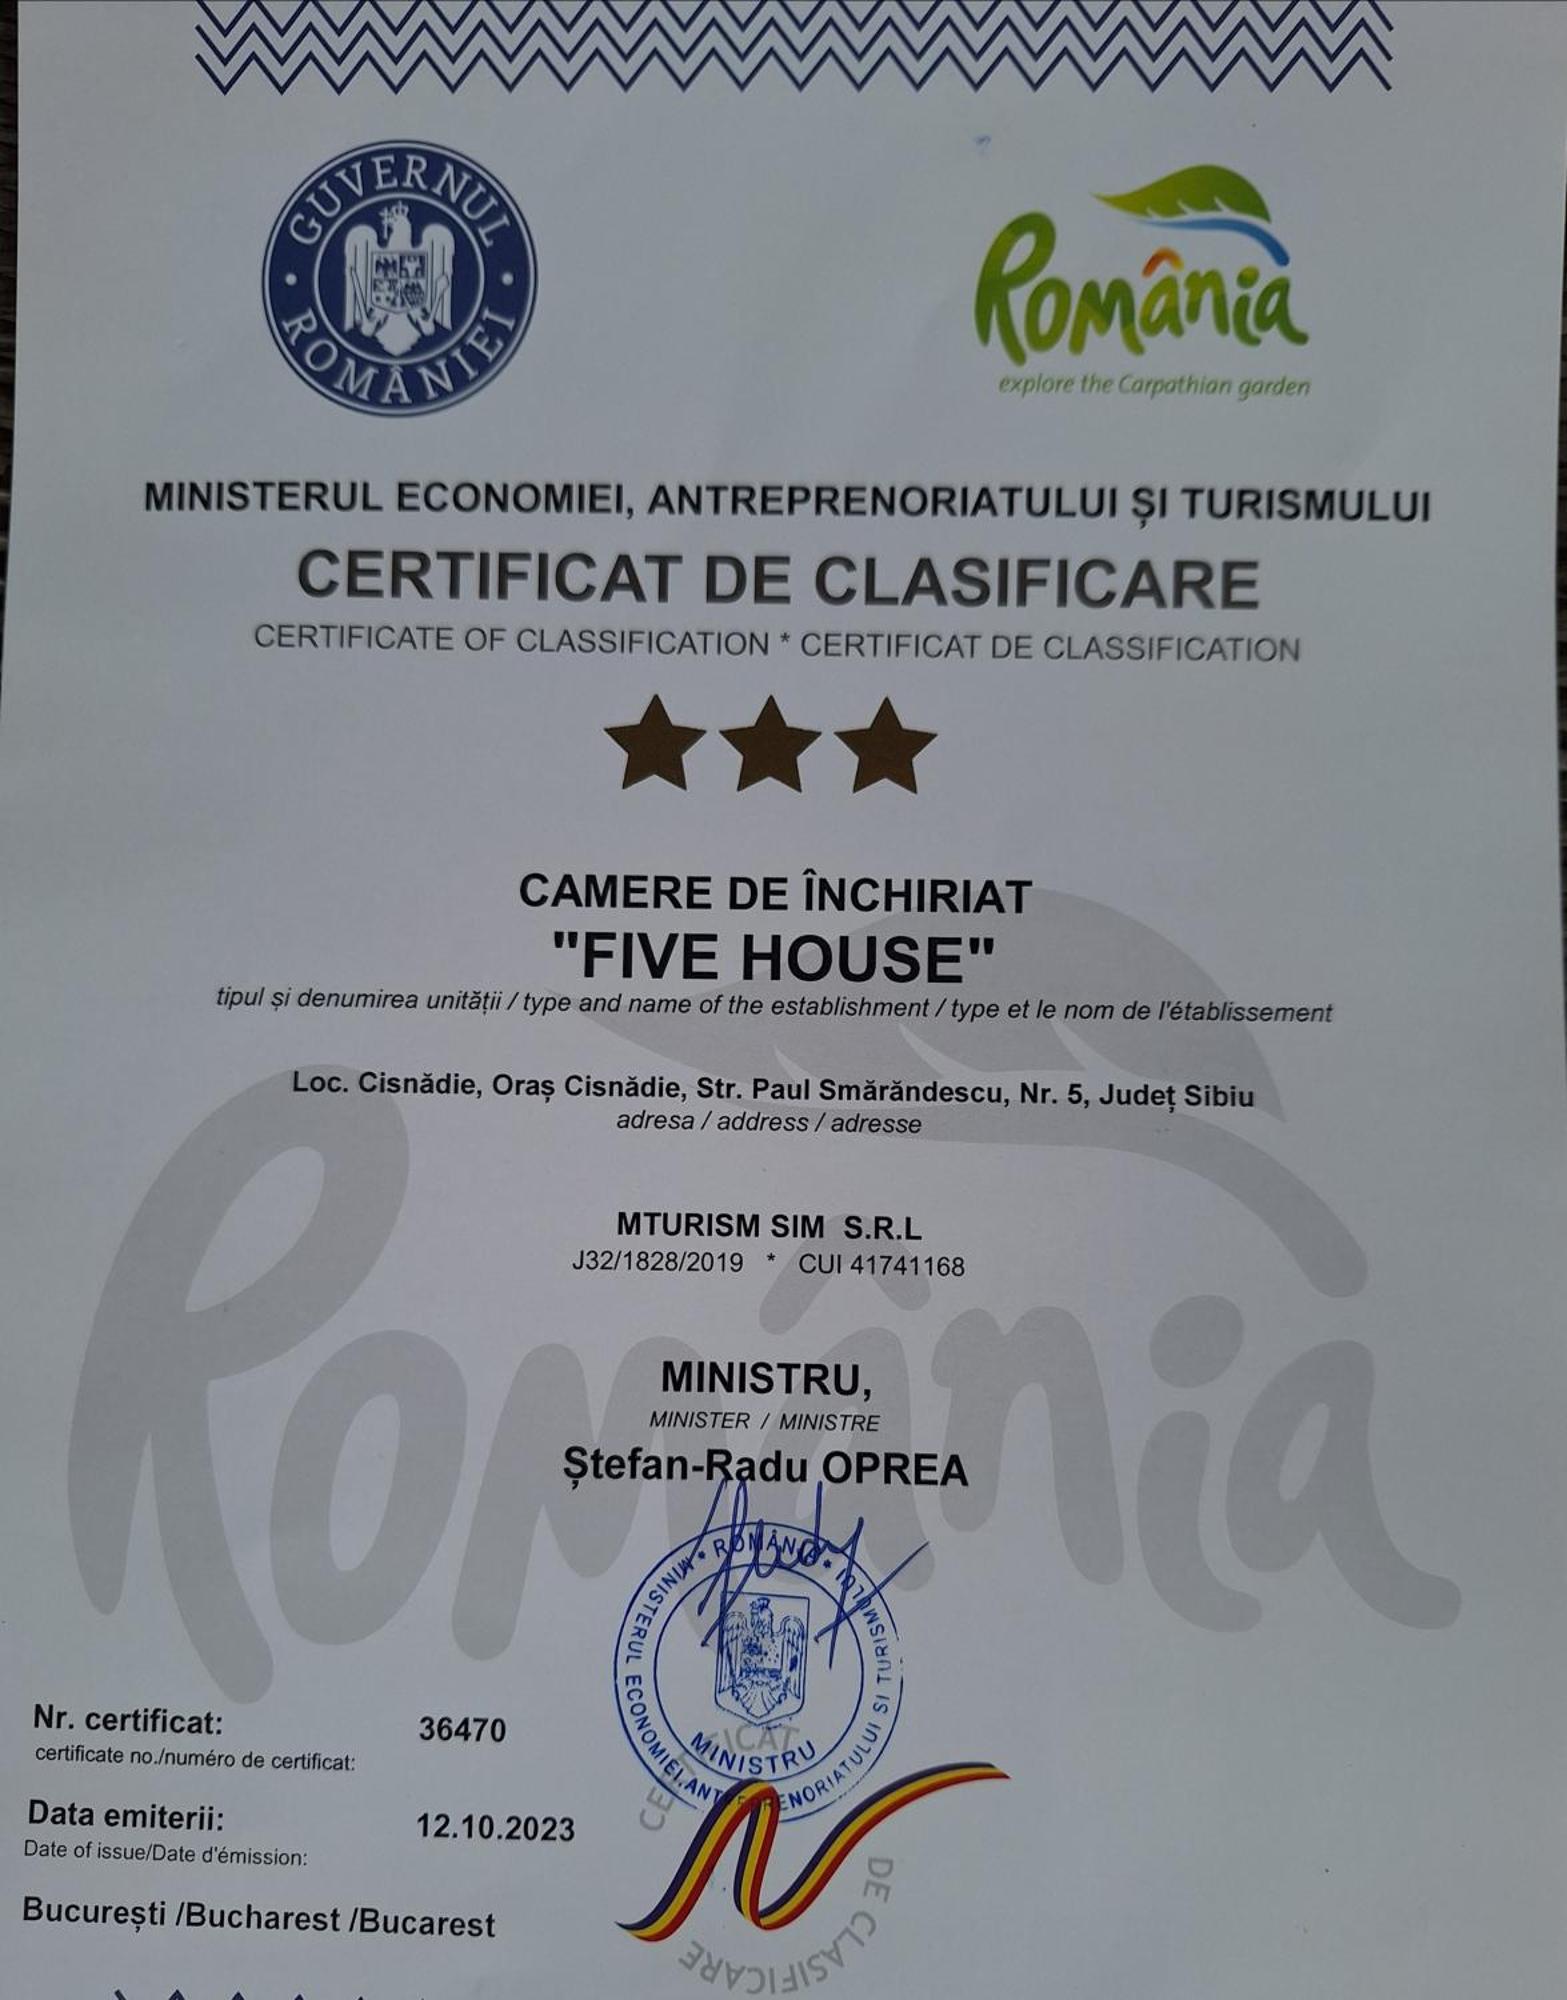 GUVERNUL ROMÂNIEI
România
explore the Carpathian garden
MINISTERUL ECONOMIEI, ANTREPRENORIATULUI ȘI TURISMULUI
CERTIFICAT DE CLASIFICARE
CERTIFICATE OF CLASSIFICATION * CERTIFICAT DE CLASSIFICATION
CAMERE DE ÎNCHIRIAT
"FIVE HOUSE"
tipul și denumirea unității / type and name of the establishment / type et le nom de l'établissement
Loc. Cisnădie, Oraș Cisnădie, Str. Paul Smărăndescu, Nr. 5, Județ Sibiu
adresa / address / adresse
MTURISM SIM S.R.L
J32/1828/2019 * CUI 41741168
România
MINISTRU,
MINISTER / MINISTRE
Ștefan-Radu OPREA
ROMÂNIA
MINISTERUL ECONOMIEI, ANTREPRENORIATULUI ȘI TURISMULUI
MINISTRU
Nr. certificat: 36470
certificate no./numéro de certificat:
Data emiterii: 12.10.2023
Date of issue/Date d'émission:
București /Bucharest /Bucarest
CERTIFICAT DE CLASIFICARE